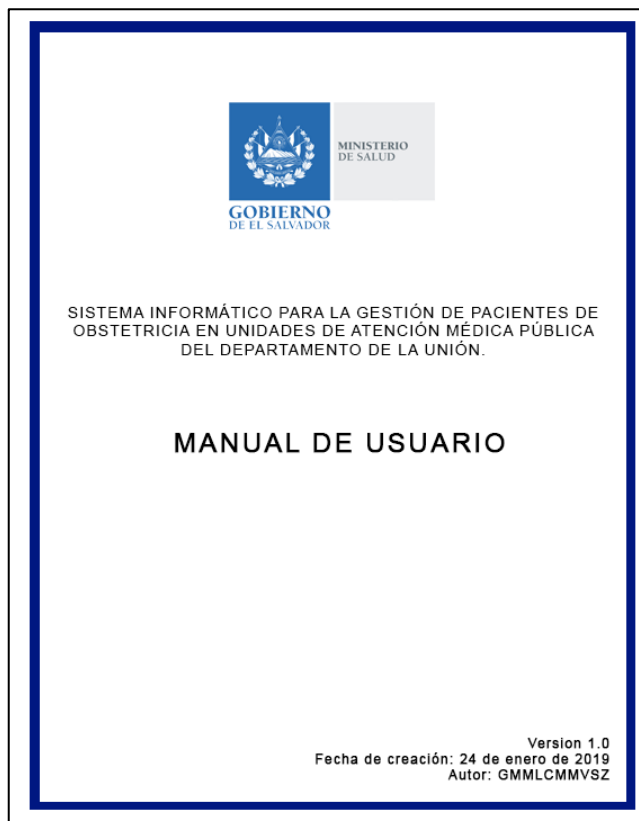 MINISTERIO
DE SALUD
GOBIERNO
DE EL SALVADOR
SISTEMA INFORMÁTICO PARA LA GESTIÓN DE PACIENTES DE
OBSTETRICIA EN UNIDADES DE ATENCIÓN MÉDICA PÚBLICA
DEL DEPARTAMENTO DE LA UNIÓN.
MANUAL DE USUARIO
Version 1.0
Fecha de creación: 24 de enero de 2019
Autor: GMMLCMMVSZ